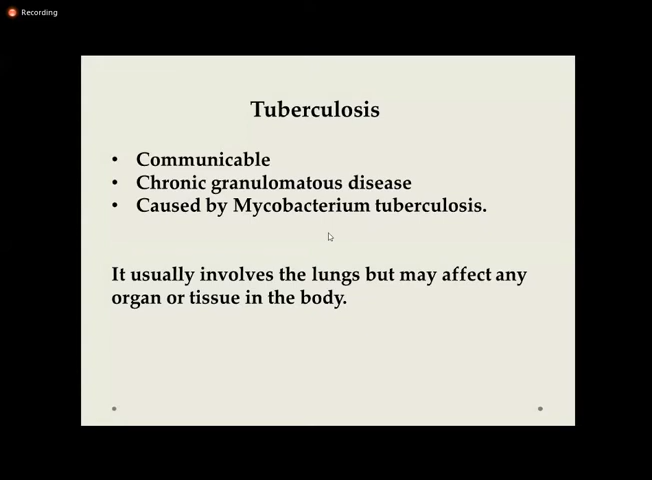 Recording
Tuberculosis
• Communicable
• Chronic granulomatous disease
• Caused by Mycobacterium tuberculosis.
It usually involves the lungs but may affect any
organ or tissue in the body.